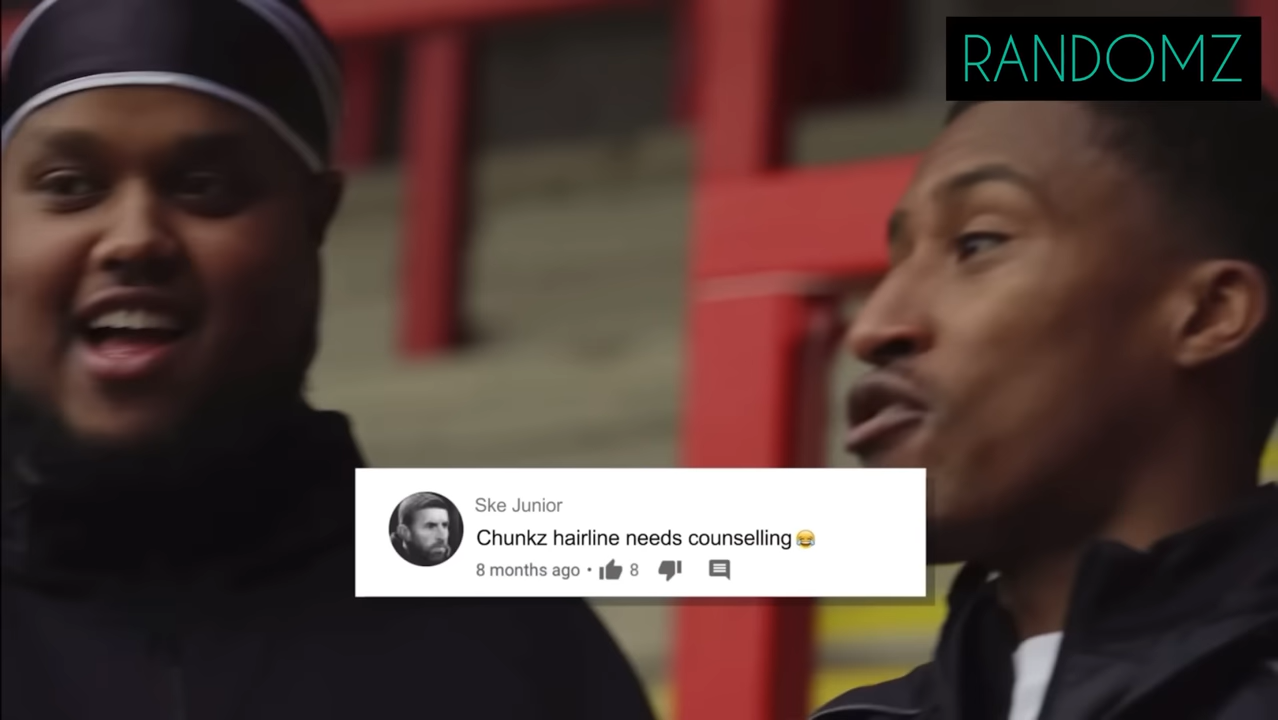 RANDOMZ
Ske Junior
Chunkz hairline needs counselling😂
8 months ago • 8